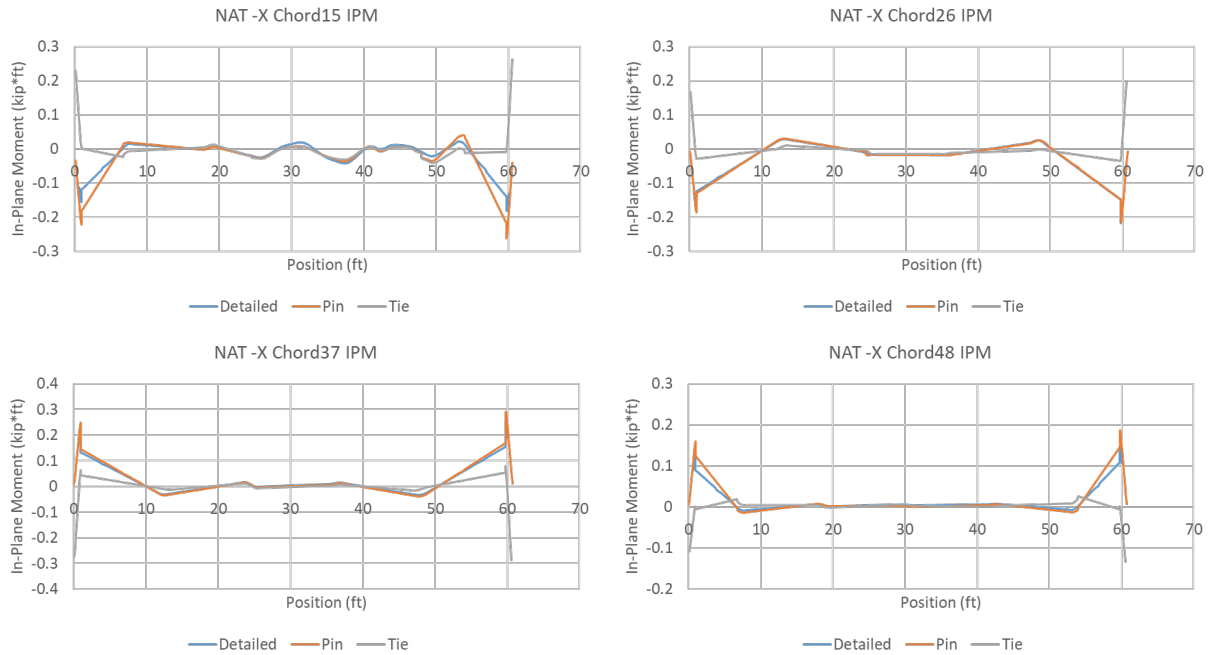 NAT -X Chord15 IPM
In-Plane Moment (kip*ft)
0.3
0.2
0.1
0
-0.1
-0.2
-0.3
0 10 20 30 40 50 60 70
Position (ft)
Detailed Pin Tie
NAT -X Chord26 IPM
In-Plane Moment (kip*ft)
0.3
0.2
0.1
0
-0.1
-0.2
-0.3
0 10 20 30 40 50 60 70
Position (ft)
Detailed Pin Tie
NAT -X Chord37 IPM
In-Plane Moment (kip*ft)
0.4
0.3
0.2
0.1
0
-0.1
-0.2
-0.3
-0.4
0 10 20 30 40 50 60 70
Position (ft)
Detailed Pin Tie
NAT -X Chord48 IPM
In-Plane Moment (kip*ft)
0.3
0.2
0.1
0
-0.1
-0.2
0 10 20 30 40 50 60 70
Position (ft)
Detailed Pin Tie